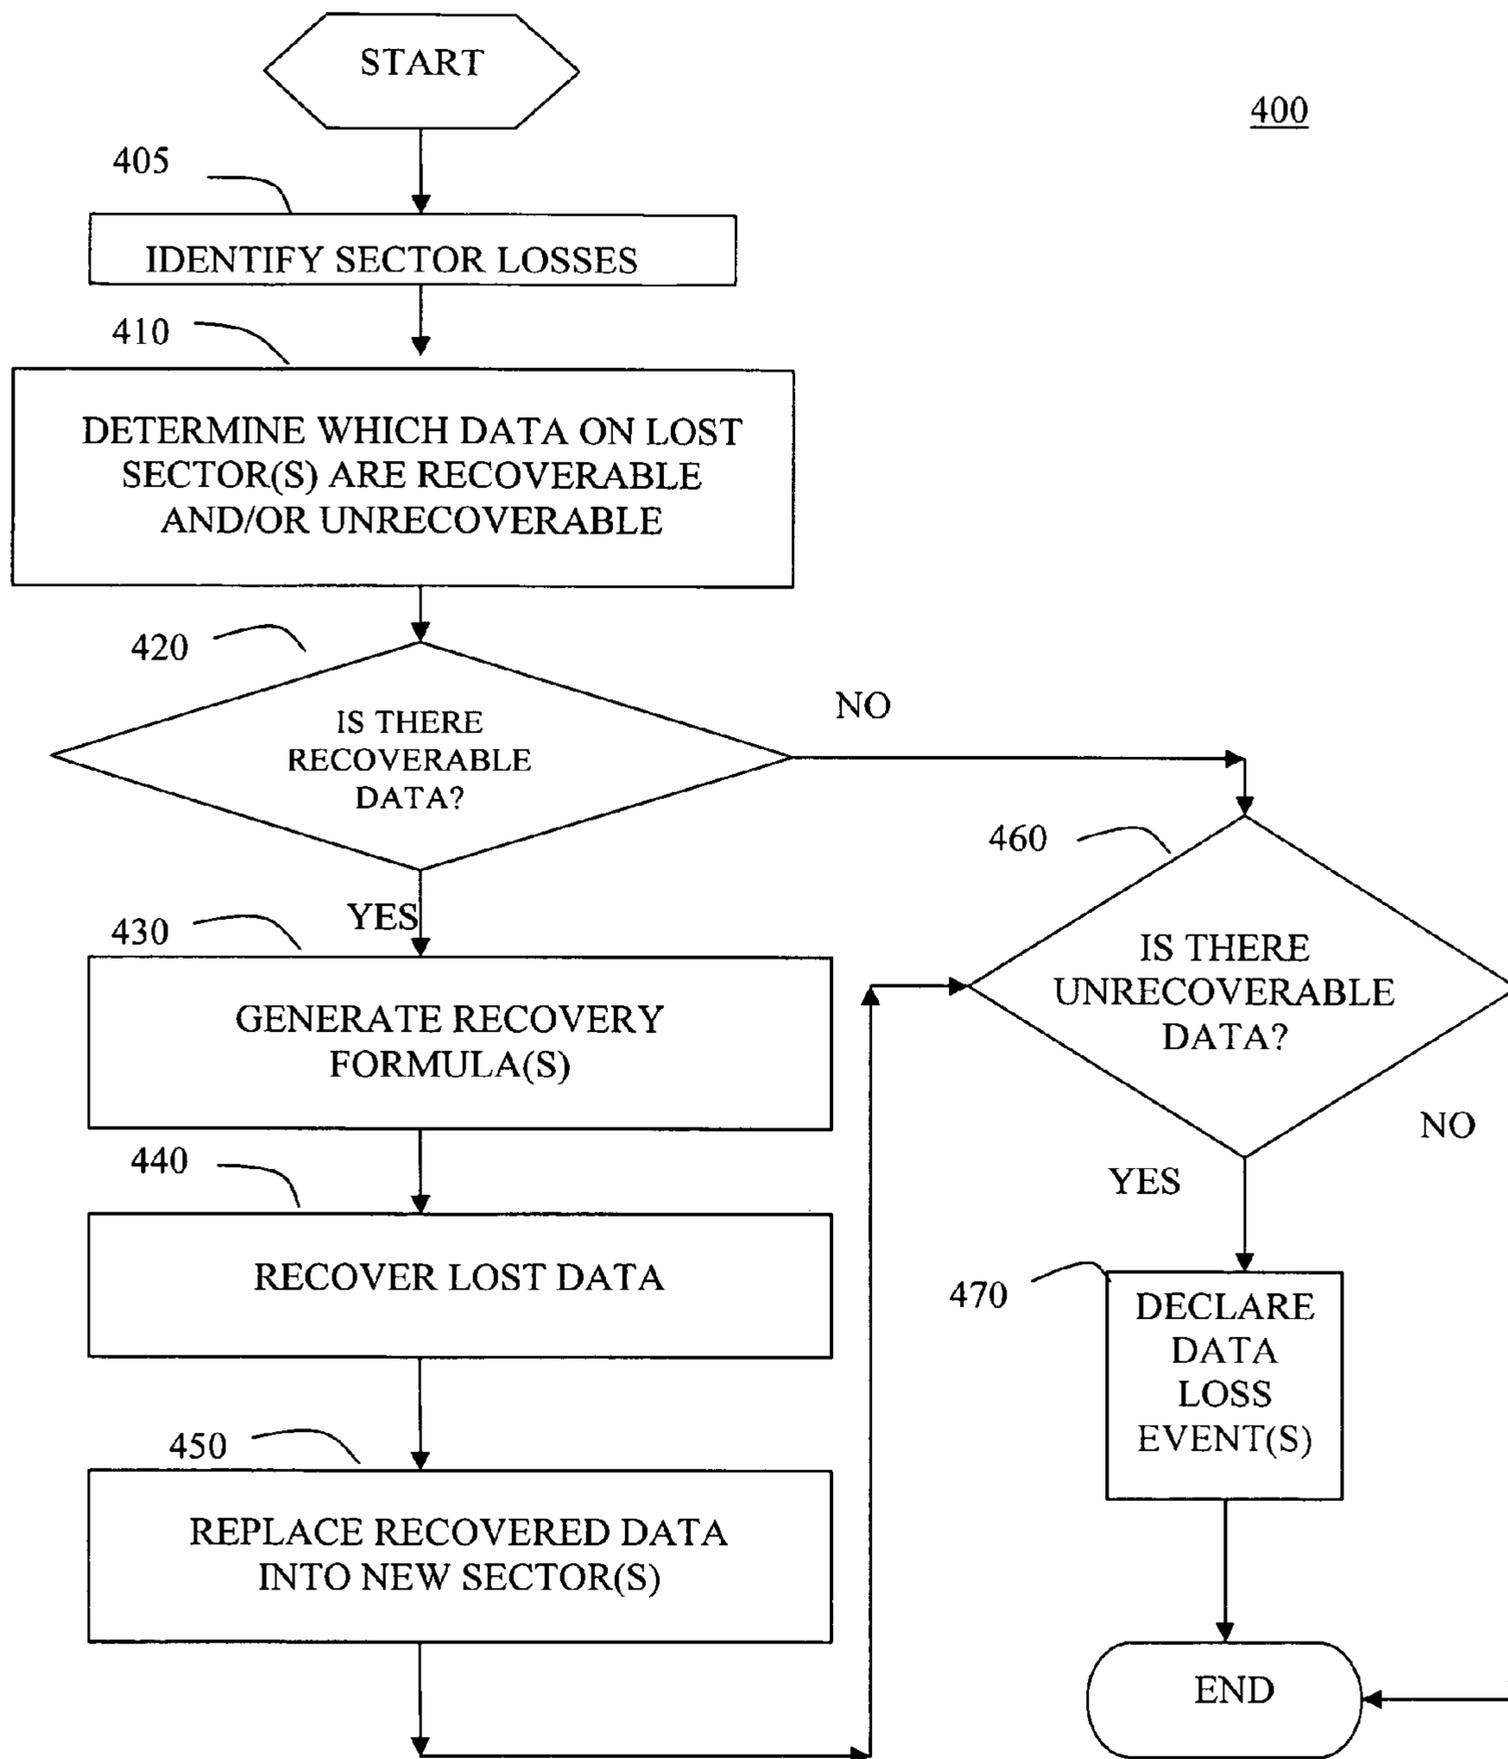 START
400
405
IDENTIFY SECTOR LOSSES
410
DETERMINE WHICH DATA ON LOST
SECTOR(S) ARE RECOVERABLE
AND/OR UNRECOVERABLE
420
IS THERE
RECOVERABLE
DATA?
NO
YES
430
GENERATE RECOVERY
FORMULA(S)
440
RECOVER LOST DATA
450
REPLACE RECOVERED DATA
INTO NEW SECTOR(S)
460
IS THERE
UNRECOVERABLE
DATA?
NO
YES
470
DECLARE
DATA
LOSS
EVENT(S)
END